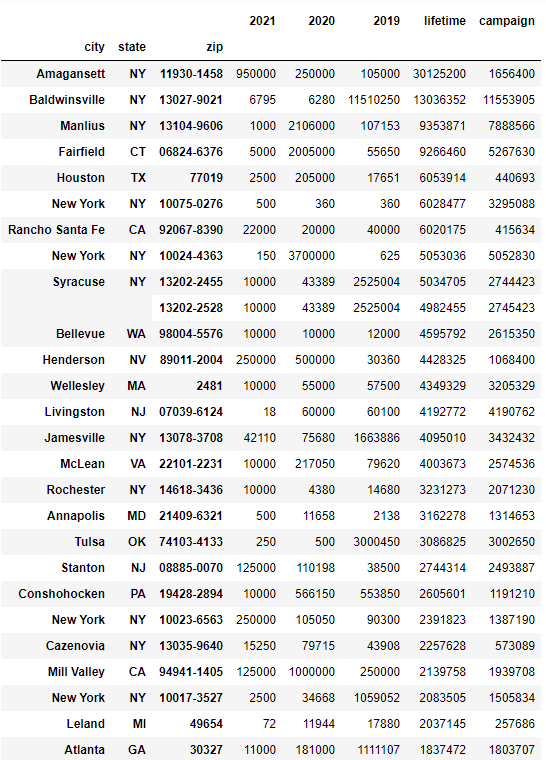 2021 2020 2019 lifetime campaign
city state zip
Amagansett NY 11930-1458 950000 250000 105000 30125200 1656400
Baldwinsville NY 13027-9021 6795 6280 11510250 13036352 11553905
Manlius NY 13104-9606 1000 2106000 107153 9353871 7888566
Fairfield CT 06824-6376 5000 2005000 55650 9266460 5267630
Houston TX 77019 2500 205000 17651 6053914 440693
New York NY 10075-0276 500 360 360 6028477 3295088
Rancho Santa Fe CA 92067-8390 22000 20000 40000 6020175 415634
New York NY 10024-4363 150 3700000 625 5053036 5052830
Syracuse NY 13202-2455 10000 43389 2525004 5034705 2744423
13202-2528 10000 43389 2525004 4982455 2745423
Bellevue WA 98004-5576 10000 10000 12000 4595792 2615350
Henderson NV 89011-2004 250000 500000 30360 4428325 1068400
Wellesley MA 2481 10000 55000 57500 4349329 3205329
Livingston NJ 07039-6124 18 60000 60100 4192772 4190762
Jamesville NY 13078-3708 42110 75680 1663886 4095010 3432432
McLean VA 22101-2231 10000 217050 79620 4003673 2574536
Rochester NY 14618-3436 10000 4380 14680 3231273 2071230
Annapolis MD 21409-6321 500 11658 2138 3162278 1314653
Tulsa OK 74103-4133 250 500 3000450 3086825 3002650
Stanton NJ 08885-0070 125000 110198 38500 2744314 2493887
Conshohocken PA 19428-2894 10000 566150 553850 2605601 1191210
New York NY 10023-6563 250000 105050 90300 2391823 1387190
Cazenovia NY 13035-9640 15250 79715 43908 2257628 573089
Mill Valley CA 94941-1405 125000 1000000 250000 2139758 1939708
New York NY 10017-3527 2500 34668 1059052 2083505 1505834
Leland MI 49654 72 11944 17880 2037145 257686
Atlanta GA 30327 11000 181000 1111107 1837472 1803707